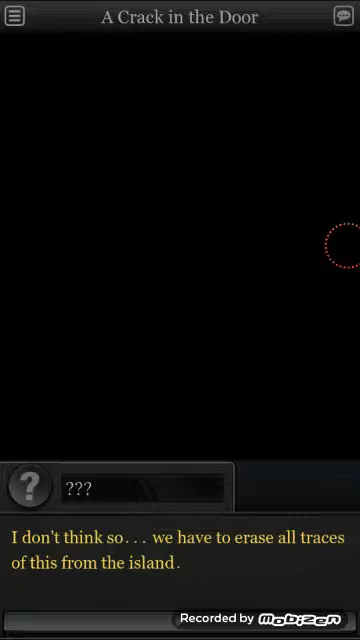 A Crack in the Door
?
???
I don't think so... we have to erase all traces
of this from the island.
Recorded by Mobizen